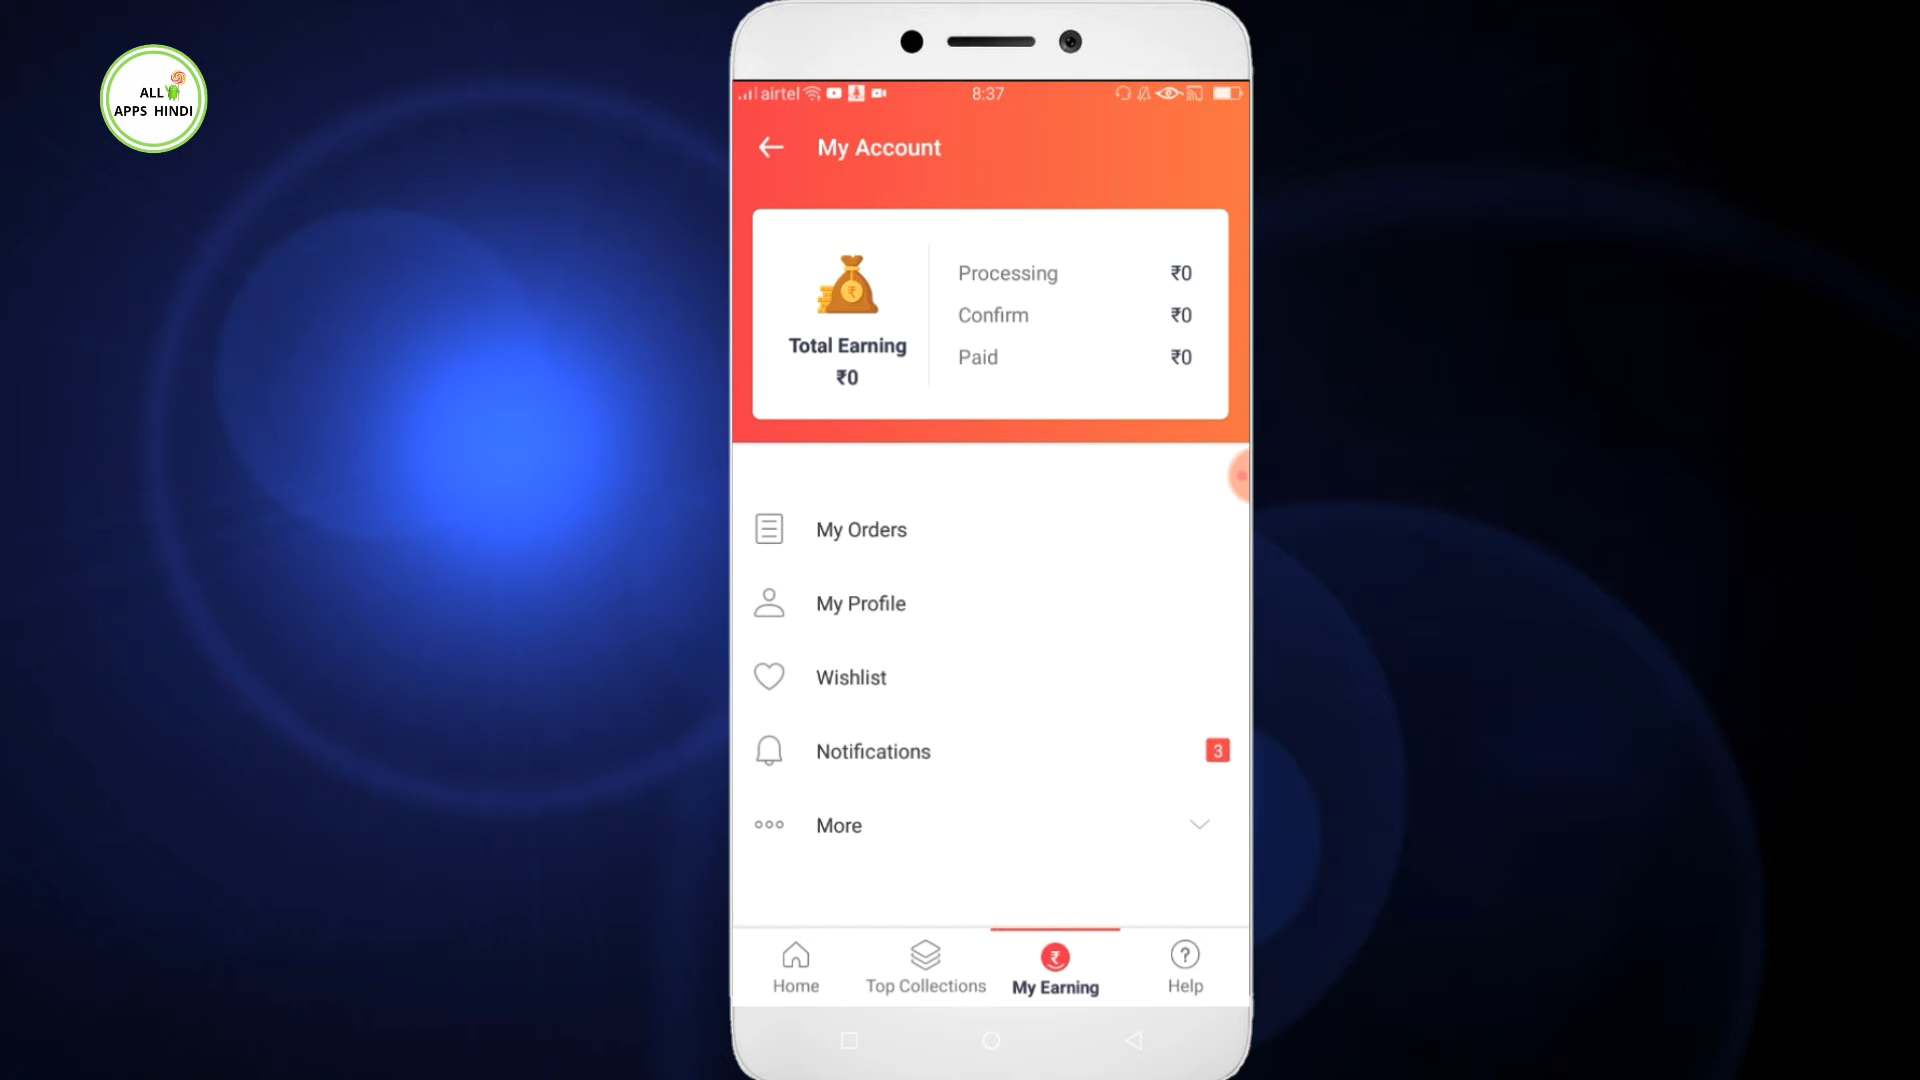 ALL
APPS HINDI
airtel
8:37
My Account
Total Earning
₹0
Processing ₹0
Confirm ₹0
Paid ₹0
My Orders
My Profile
Wishlist
Notifications 3
More
Home
Top Collections
My Earning
Help